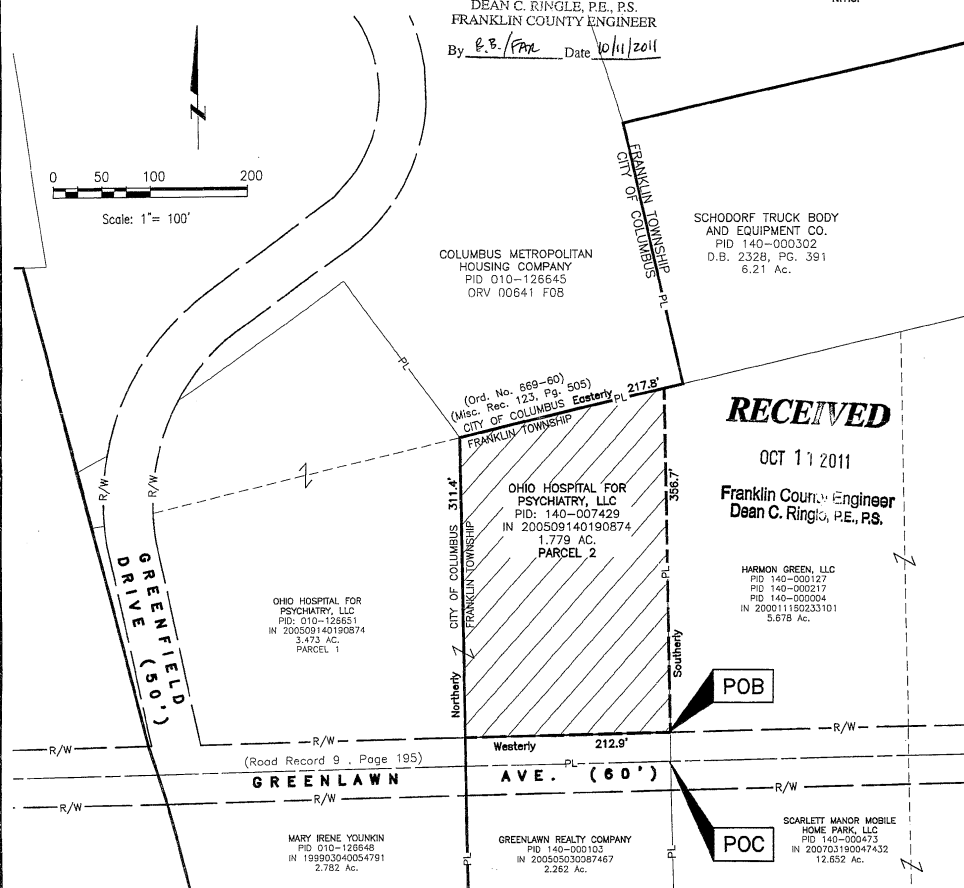 DEAN C. RINGLE, P.E., P.S.
FRANKLIN COUNTY ENGINEER
By B.B./FAR Date 10/11/2011
0 50 100 200
Scale: 1"= 100'
COLUMBUS METROPOLITAN
HOUSING COMPANY
PID 010-126645
ORV 00641 F08
FRANKLIN TOWNSHIP
CITY OF COLUMBUS
PL
SCHODORF TRUCK BODY
AND EQUIPMENT CO.
PID 140-000302
D.B. 2328, PG. 391
6.21 Ac.
PL
(Ord. No. 669-60)
(Misc. Rec. 123, Pg. 505)
CITY OF COLUMBUS Easterly PL 217.8'
FRANKLIN TOWNSHIP
RECEIVED
OCT 11 2011
Franklin County Engineer
Dean C. Ringle, P.E., P.S.
R/W
R/W
311.4'
CITY OF COLUMBUS
FRANKLIN TOWNSHIP
Northerly
OHIO HOSPITAL FOR
PSYCHIATRY, LLC
PID: 140-007429
IN 200509140190874
1.779 AC.
PARCEL 2
356.7'
PL
Southerly
HARMON GREEN, LLC
PID 140-000127
PID 140-000217
PID 140-000004
IN 200011160233101
5.678 Ac.
GREENFIELD
DRIVE (50')
OHIO HOSPITAL FOR
PSYCHIATRY, LLC
PID: 010-126651
IN 200509140190874
3.473 AC.
PARCEL 1
POB
R/W
R/W
Westerly 212.9'
R/W
(Road Record 9 , Page 195)
PL
GREENLAWN AVE. (60')
R/W
R/W
R/W
MARY IRENE YOUNKIN
PID 010-126648
IN 199903040054791
2.782 Ac.
PL
GREENLAWN REALTY COMPANY
PID 140-000103
IN 200505030087467
2.262 Ac.
PL
POC
SCARLETT MANOR MOBILE
HOME PARK, LLC
PID 140-000473
IN 200703190047432
12.652 Ac.